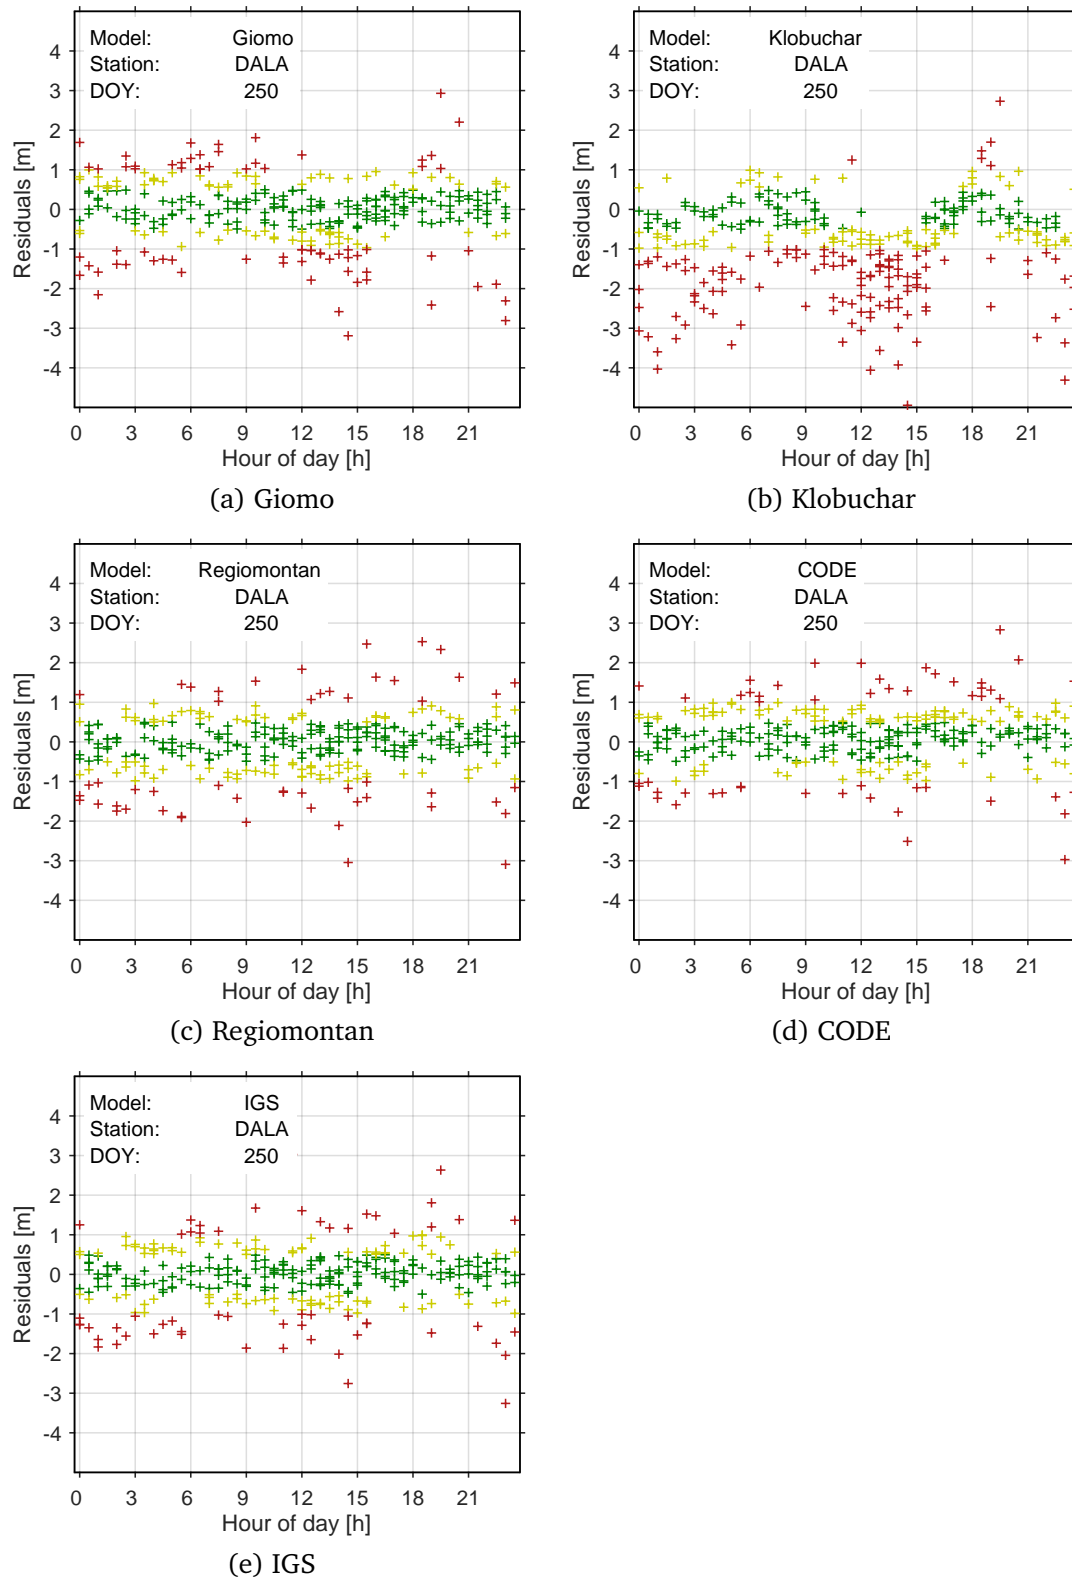 Model: Giomo
Station: DALA
DOY: 250
4
3
2
1
0
-1
-2
-3
-4
Residuals [m]
0 3 6 9 12 15 18 21
Hour of day [h]
(a) Giomo
Model: Klobuchar
Station: DALA
DOY: 250
4
3
2
1
0
-1
-2
-3
-4
Residuals [m]
0 3 6 9 12 15 18 21
Hour of day [h]
(b) Klobuchar
Model: Regiomontan
Station: DALA
DOY: 250
4
3
2
1
0
-1
-2
-3
-4
Residuals [m]
0 3 6 9 12 15 18 21
Hour of day [h]
(c) Regiomontan
Model: CODE
Station: DALA
DOY: 250
4
3
2
1
0
-1
-2
-3
-4
Residuals [m]
0 3 6 9 12 15 18 21
Hour of day [h]
(d) CODE
Model: IGS
Station: DALA
DOY: 250
4
3
2
1
0
-1
-2
-3
-4
Residuals [m]
0 3 6 9 12 15 18 21
Hour of day [h]
(e) IGS